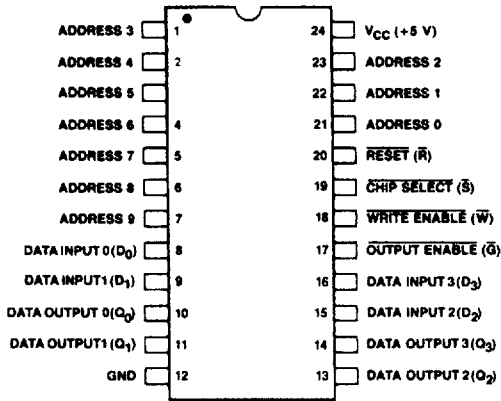 ADDRESS 3 1 24 VCC (+5 V)
ADDRESS 4 2 23 ADDRESS 2
ADDRESS 5 22 ADDRESS 1
ADDRESS 6 4 21 ADDRESS 0
ADDRESS 7 5 20 RESET (R)
ADDRESS 8 6 19 CHIP SELECT (S)
ADDRESS 9 7 18 WRITE ENABLE (W)
DATA INPUT 0(D0) 8 17 OUTPUT ENABLE (G)
DATA INPUT1(D1) 9 16 DATA INPUT 3(D3)
DATA OUTPUT 0(Q0) 10 15 DATA INPUT 2(D2)
DATA OUTPUT1(Q1) 11 14 DATA OUTPUT 3(Q3)
GND 12 13 DATA OUTPUT 2(Q2)